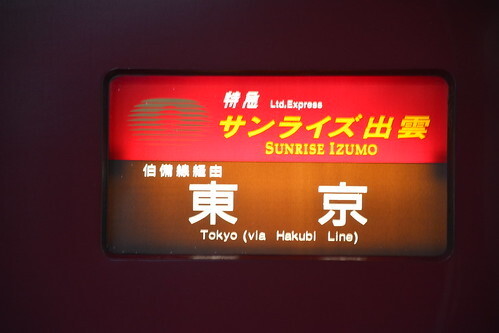 特急 Ltd.Express
サンライズ出雲
SUNRISE IZUMO
伯備線経由
東京
Tokyo (via Hakubi Line)